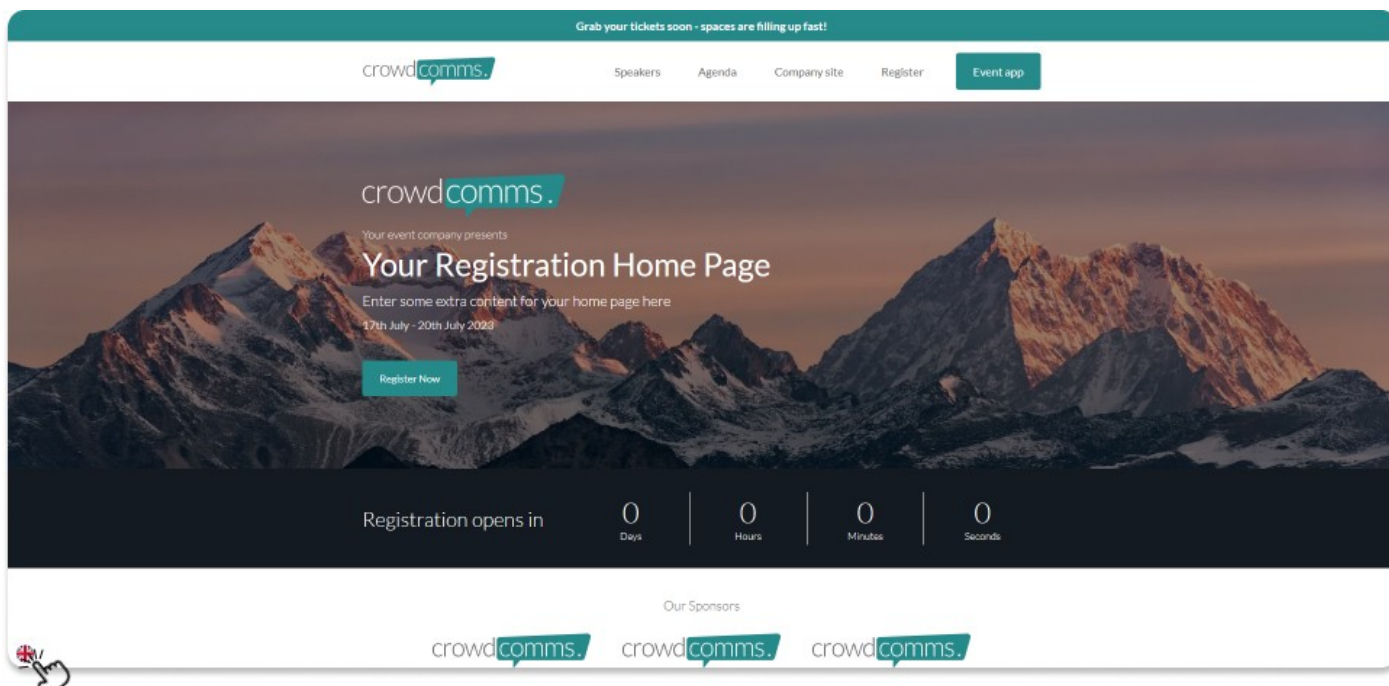 Grab your tickets soon - spaces are filling up fast!
crowdcomms.
Speakers Agenda Company site Register Event app
crowdcomms.
Your event company presents
Your Registration Home Page
Enter some extra content for your home page here
17th July - 20th July 2023
Register Now
Registration opens in
0 0 0 0
Days Hours Minutes Seconds
Our Sponsors
crowdcomms. crowdcomms. crowdcomms.